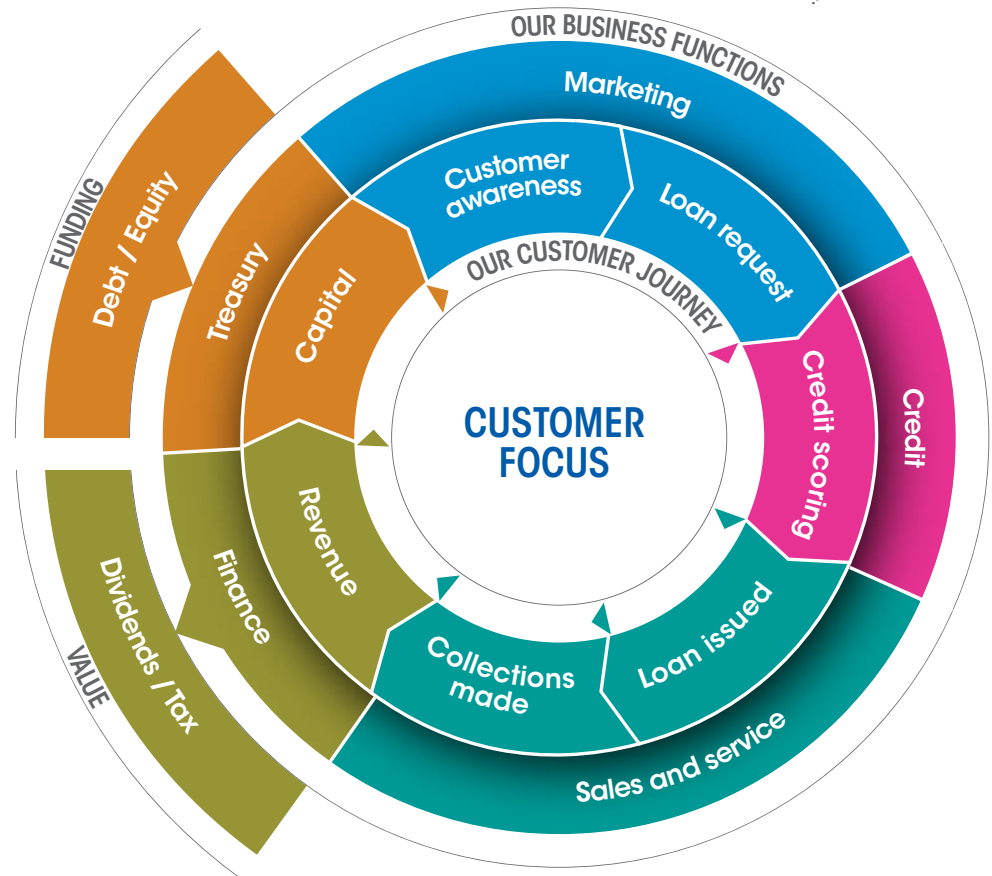 OUR BUSINESS FUNCTIONS
Marketing
Customer
awareness
Loan request
OUR CUSTOMER JOURNEY
FUNDING
Debt / Equity
Treasury
Capital
Credit scoring
Credit
CUSTOMER
FOCUS
Revenue
Finance
Dividends / Tax
VALUE
Collections
made
Loan issued
Sales and service